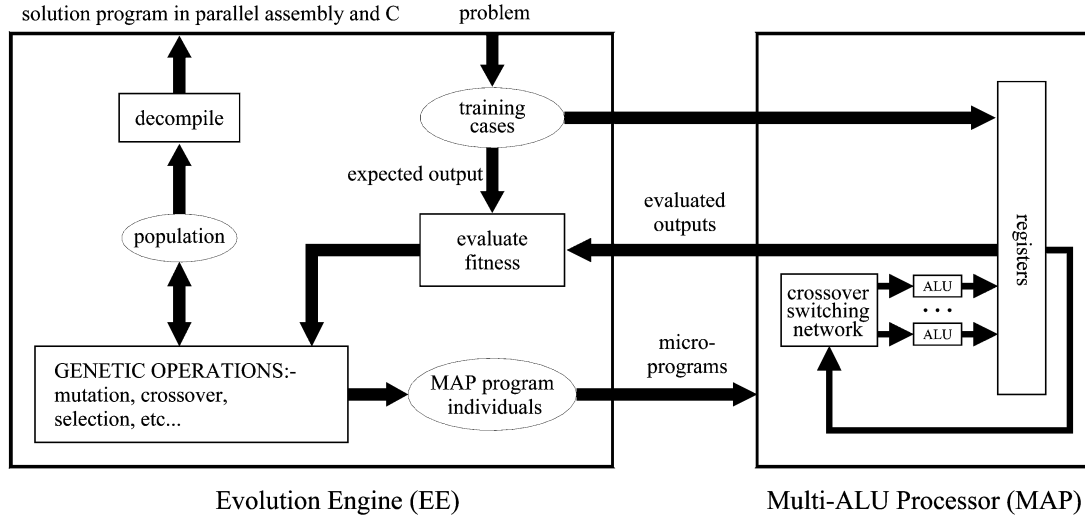 solution program in parallel assembly and C
problem
decompile
training
cases
expected output
population
evaluate
fitness
evaluated
outputs
registers
crossover
switching
network
ALU
. . .
ALU
GENETIC OPERATIONS:-
mutation, crossover,
selection, etc...
MAP program
individuals
micro-
programs
Evolution Engine (EE)
Multi-ALU Processor (MAP)